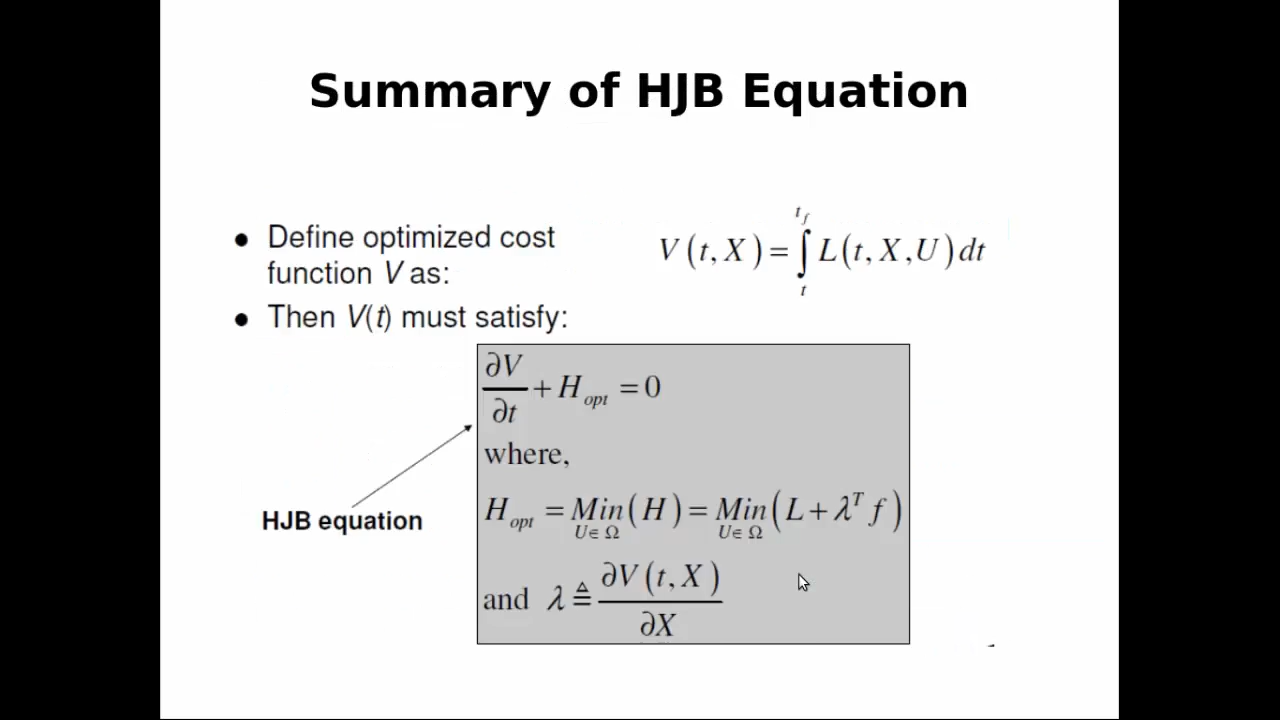 Summary of HJB Equation
● Define optimized cost
function V as:
V(t, X) = ∫_t^{t_f} L(t, X, U) dt
● Then V(t) must satisfy:
∂V/∂t + H_opt = 0
where,
H_opt = Min_{U∈Ω}(H) = Min_{U∈Ω}(L + λ^T f)
and λ ≜ ∂V(t, X)/∂X
HJB equation